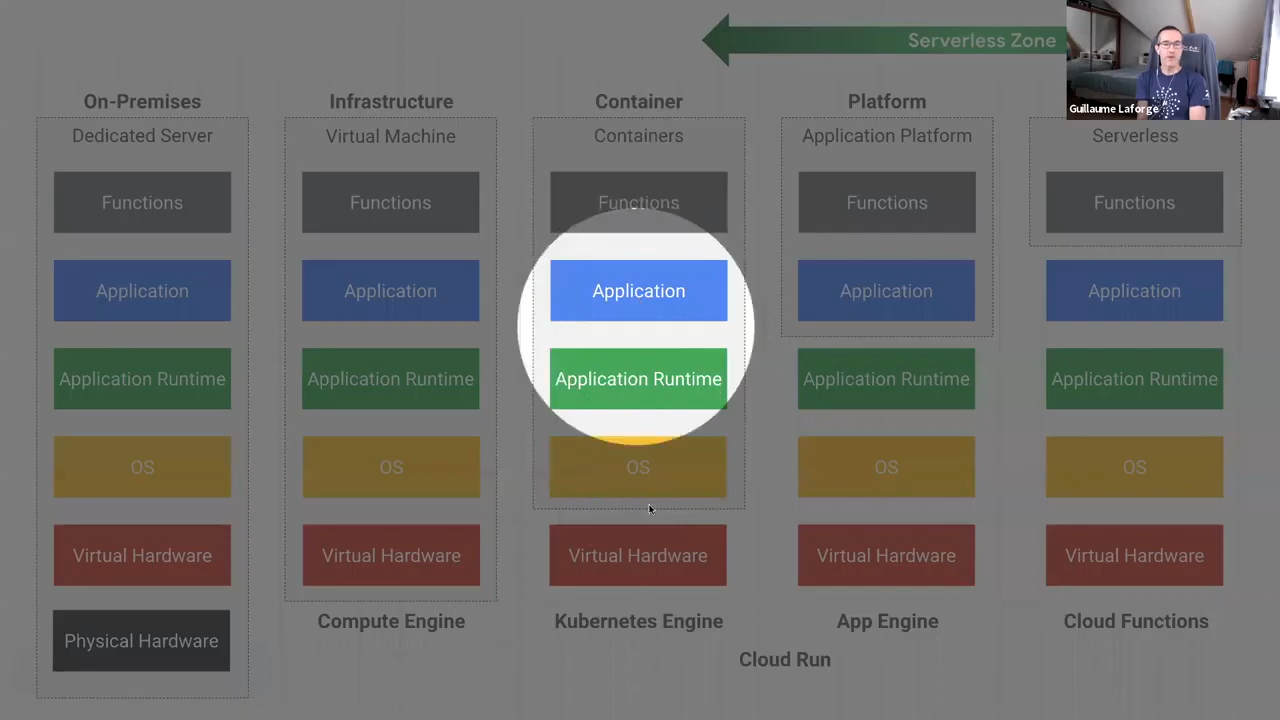 Serverless Zone
Guillaume Laforge
On-Premises
Dedicated Server
Functions
Application
Application Runtime
OS
Virtual Hardware
Physical Hardware
Infrastructure
Virtual Machine
Functions
Application
Application Runtime
OS
Virtual Hardware
Compute Engine
Container
Containers
Functions
Application
Application Runtime
OS
Virtual Hardware
Kubernetes Engine
Platform
Application Platform
Functions
Application
Application Runtime
OS
Virtual Hardware
App Engine
Serverless
Functions
Application
Application Runtime
OS
Virtual Hardware
Cloud Functions
Cloud Run